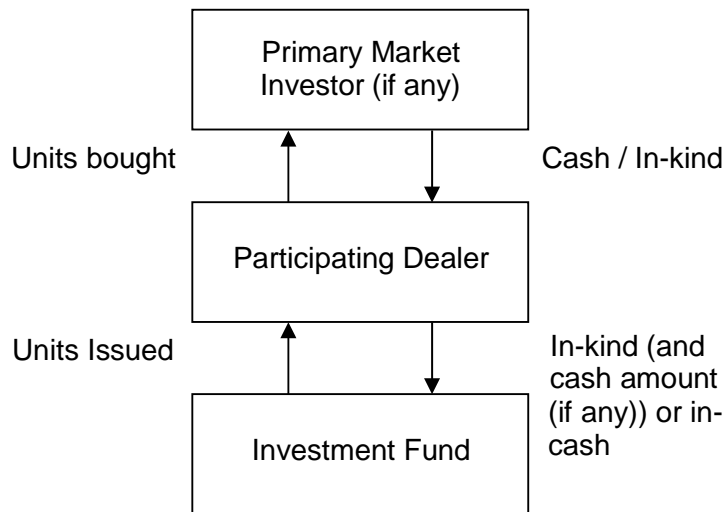 Primary Market
Investor (if any)
Units bought
Cash / In-kind
Participating Dealer
Units Issued
In-kind (and
cash amount
(if any)) or in-
cash
Investment Fund